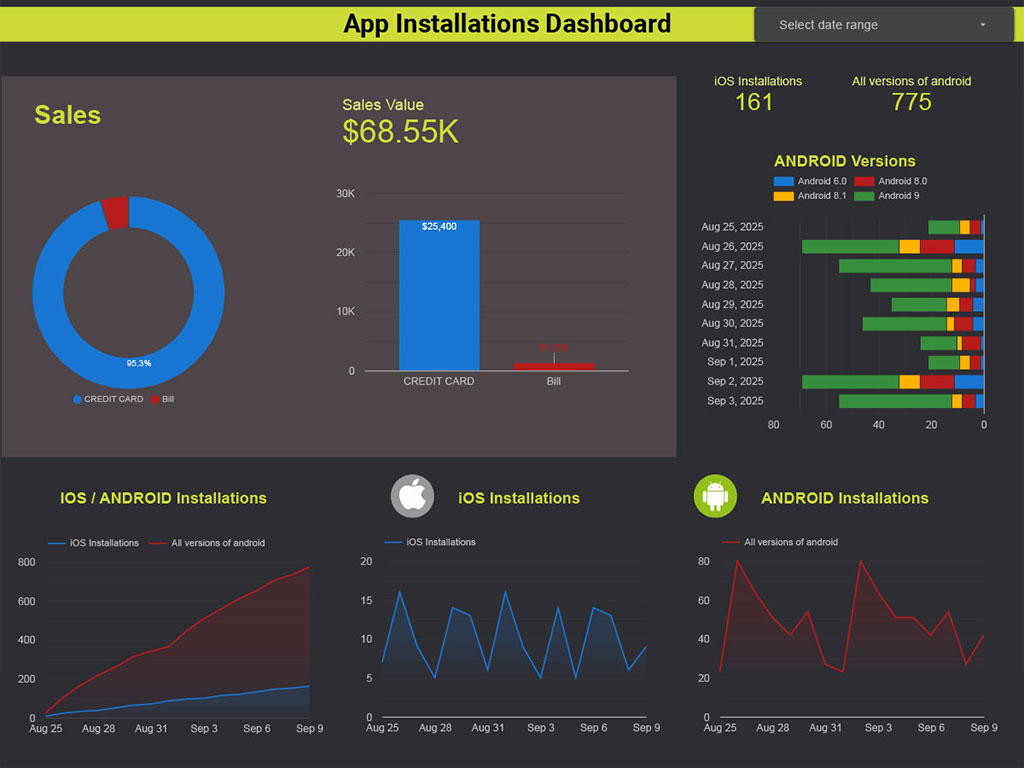 App Installations Dashboard
Select date range
Sales
Sales Value
$68.55K
95.3%
CREDIT CARD Bill
30K
20K
10K
0
$25,400
CREDIT CARD Bill
iOS Installations
161
All versions of android
775
ANDROID Versions
Android 6.0 Android 8.0
Android 8.1 Android 9
Aug 25, 2025
Aug 26, 2025
Aug 27, 2025
Aug 28, 2025
Aug 29, 2025
Aug 30, 2025
Aug 31, 2025
Sep 1, 2025
Sep 2, 2025
Sep 3, 2025
80 60 40 20 0
IOS / ANDROID Installations
iOS Installations All versions of android
800
600
400
200
0
Aug 25 Aug 28 Aug 31 Sep 3 Sep 6 Sep 9
iOS Installations
iOS Installations
20
15
10
5
0
Aug 25 Aug 28 Aug 31 Sep 3 Sep 6 Sep 9
ANDROID Installations
All versions of android
80
60
40
20
0
Aug 25 Aug 28 Aug 31 Sep 3 Sep 6 Sep 9